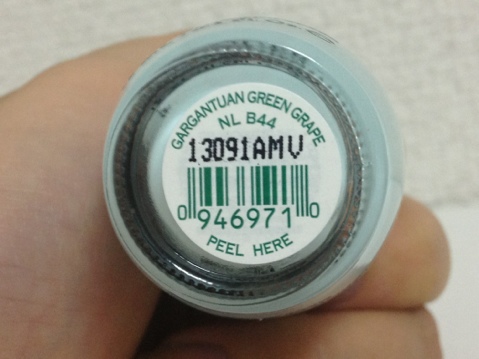 GARGANTUAN GREEN GRAPE
NL B44
13091AMV
0 946971 0
PEEL HERE